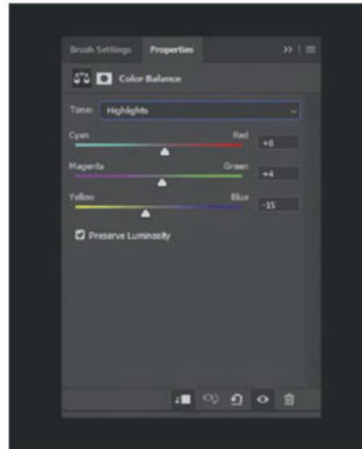 Brush Settings Properties
Color Balance
Tone: Highlights
Cyan Red +8
Magenta Green +4
Yellow Blue -15
Preserve Luminosity